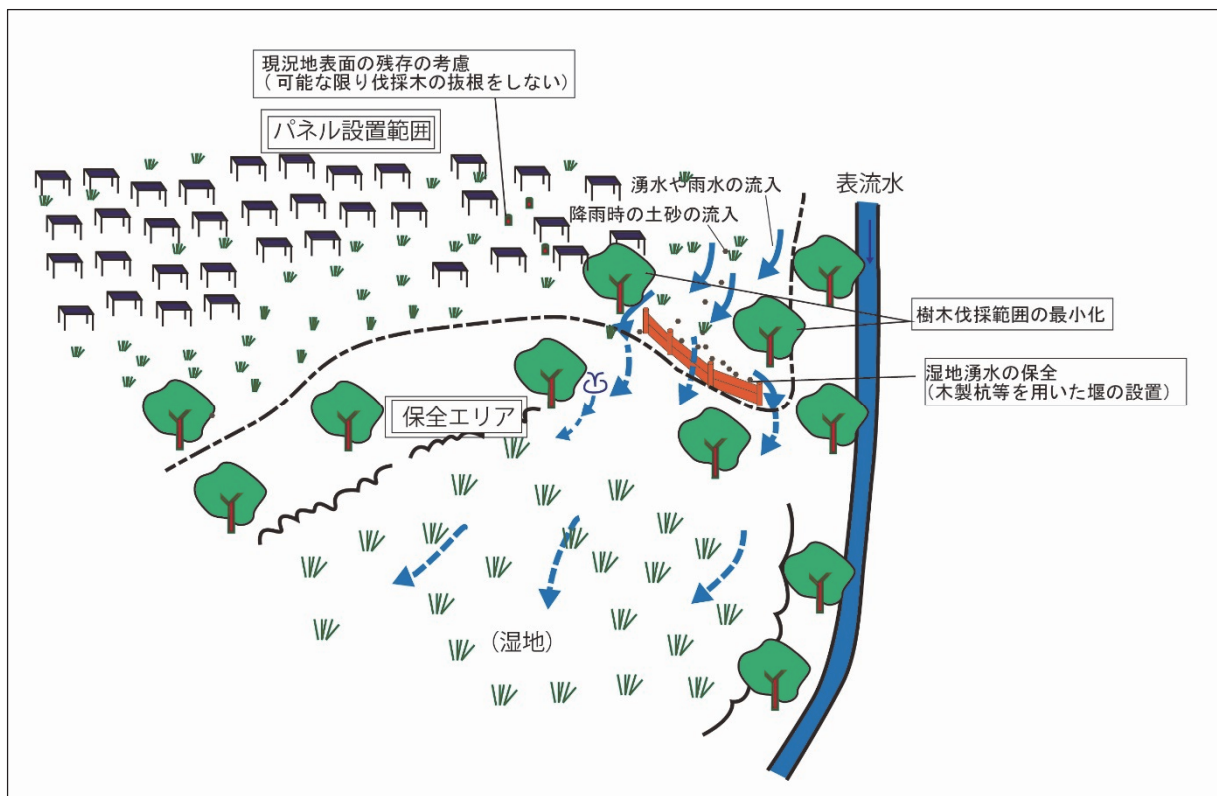 現況地表面の残存の考慮
(可能な限り伐採木の抜根をしない)
パネル設置範囲
湧水や雨水の流入
降雨時の土砂の流入
表流水
樹木伐採範囲の最小化
湿地湧水の保全
(木製杭等を用いた堰の設置)
保全エリア
(湿地)